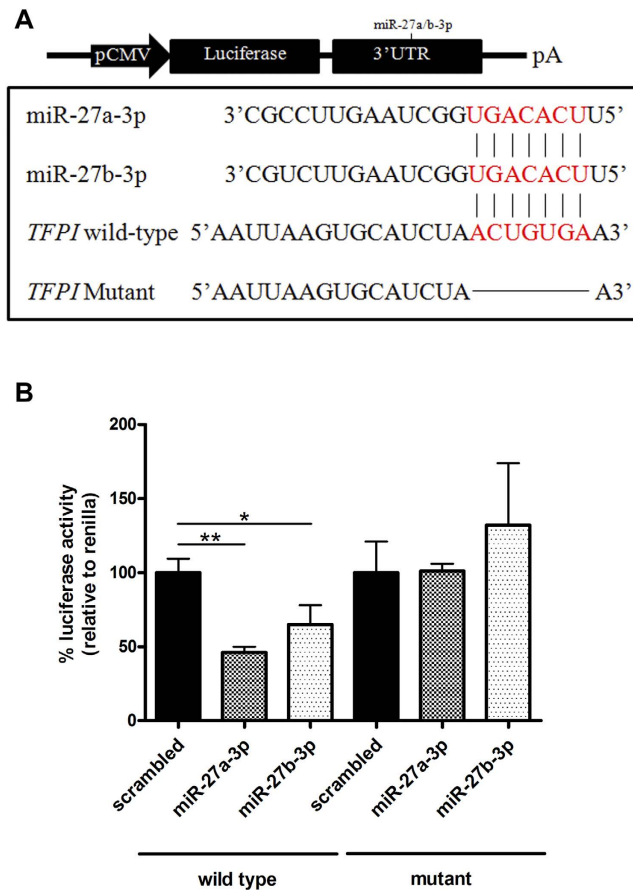 A
miR-27a/b-3p
pCMV Luciferase 3’UTR pA
miR-27a-3p 3’CGCCUUGAAUCGGUGACACUU5’
miR-27b-3p 3’CGUCUUGAAUCGGUGACACUU5’
TFPI wild-type 5’AAUUAAGUGCAUCUAACUGUGAA3’
TFPI Mutant 5’AAUUAAGUGCAUCUA A3’
B
% luciferase activity
(relative to renilla)
200
150
100
50
0
*
**
scrambled
miR-27a-3p
miR-27b-3p
scrambled
miR-27a-3p
miR-27b-3p
wild type mutant